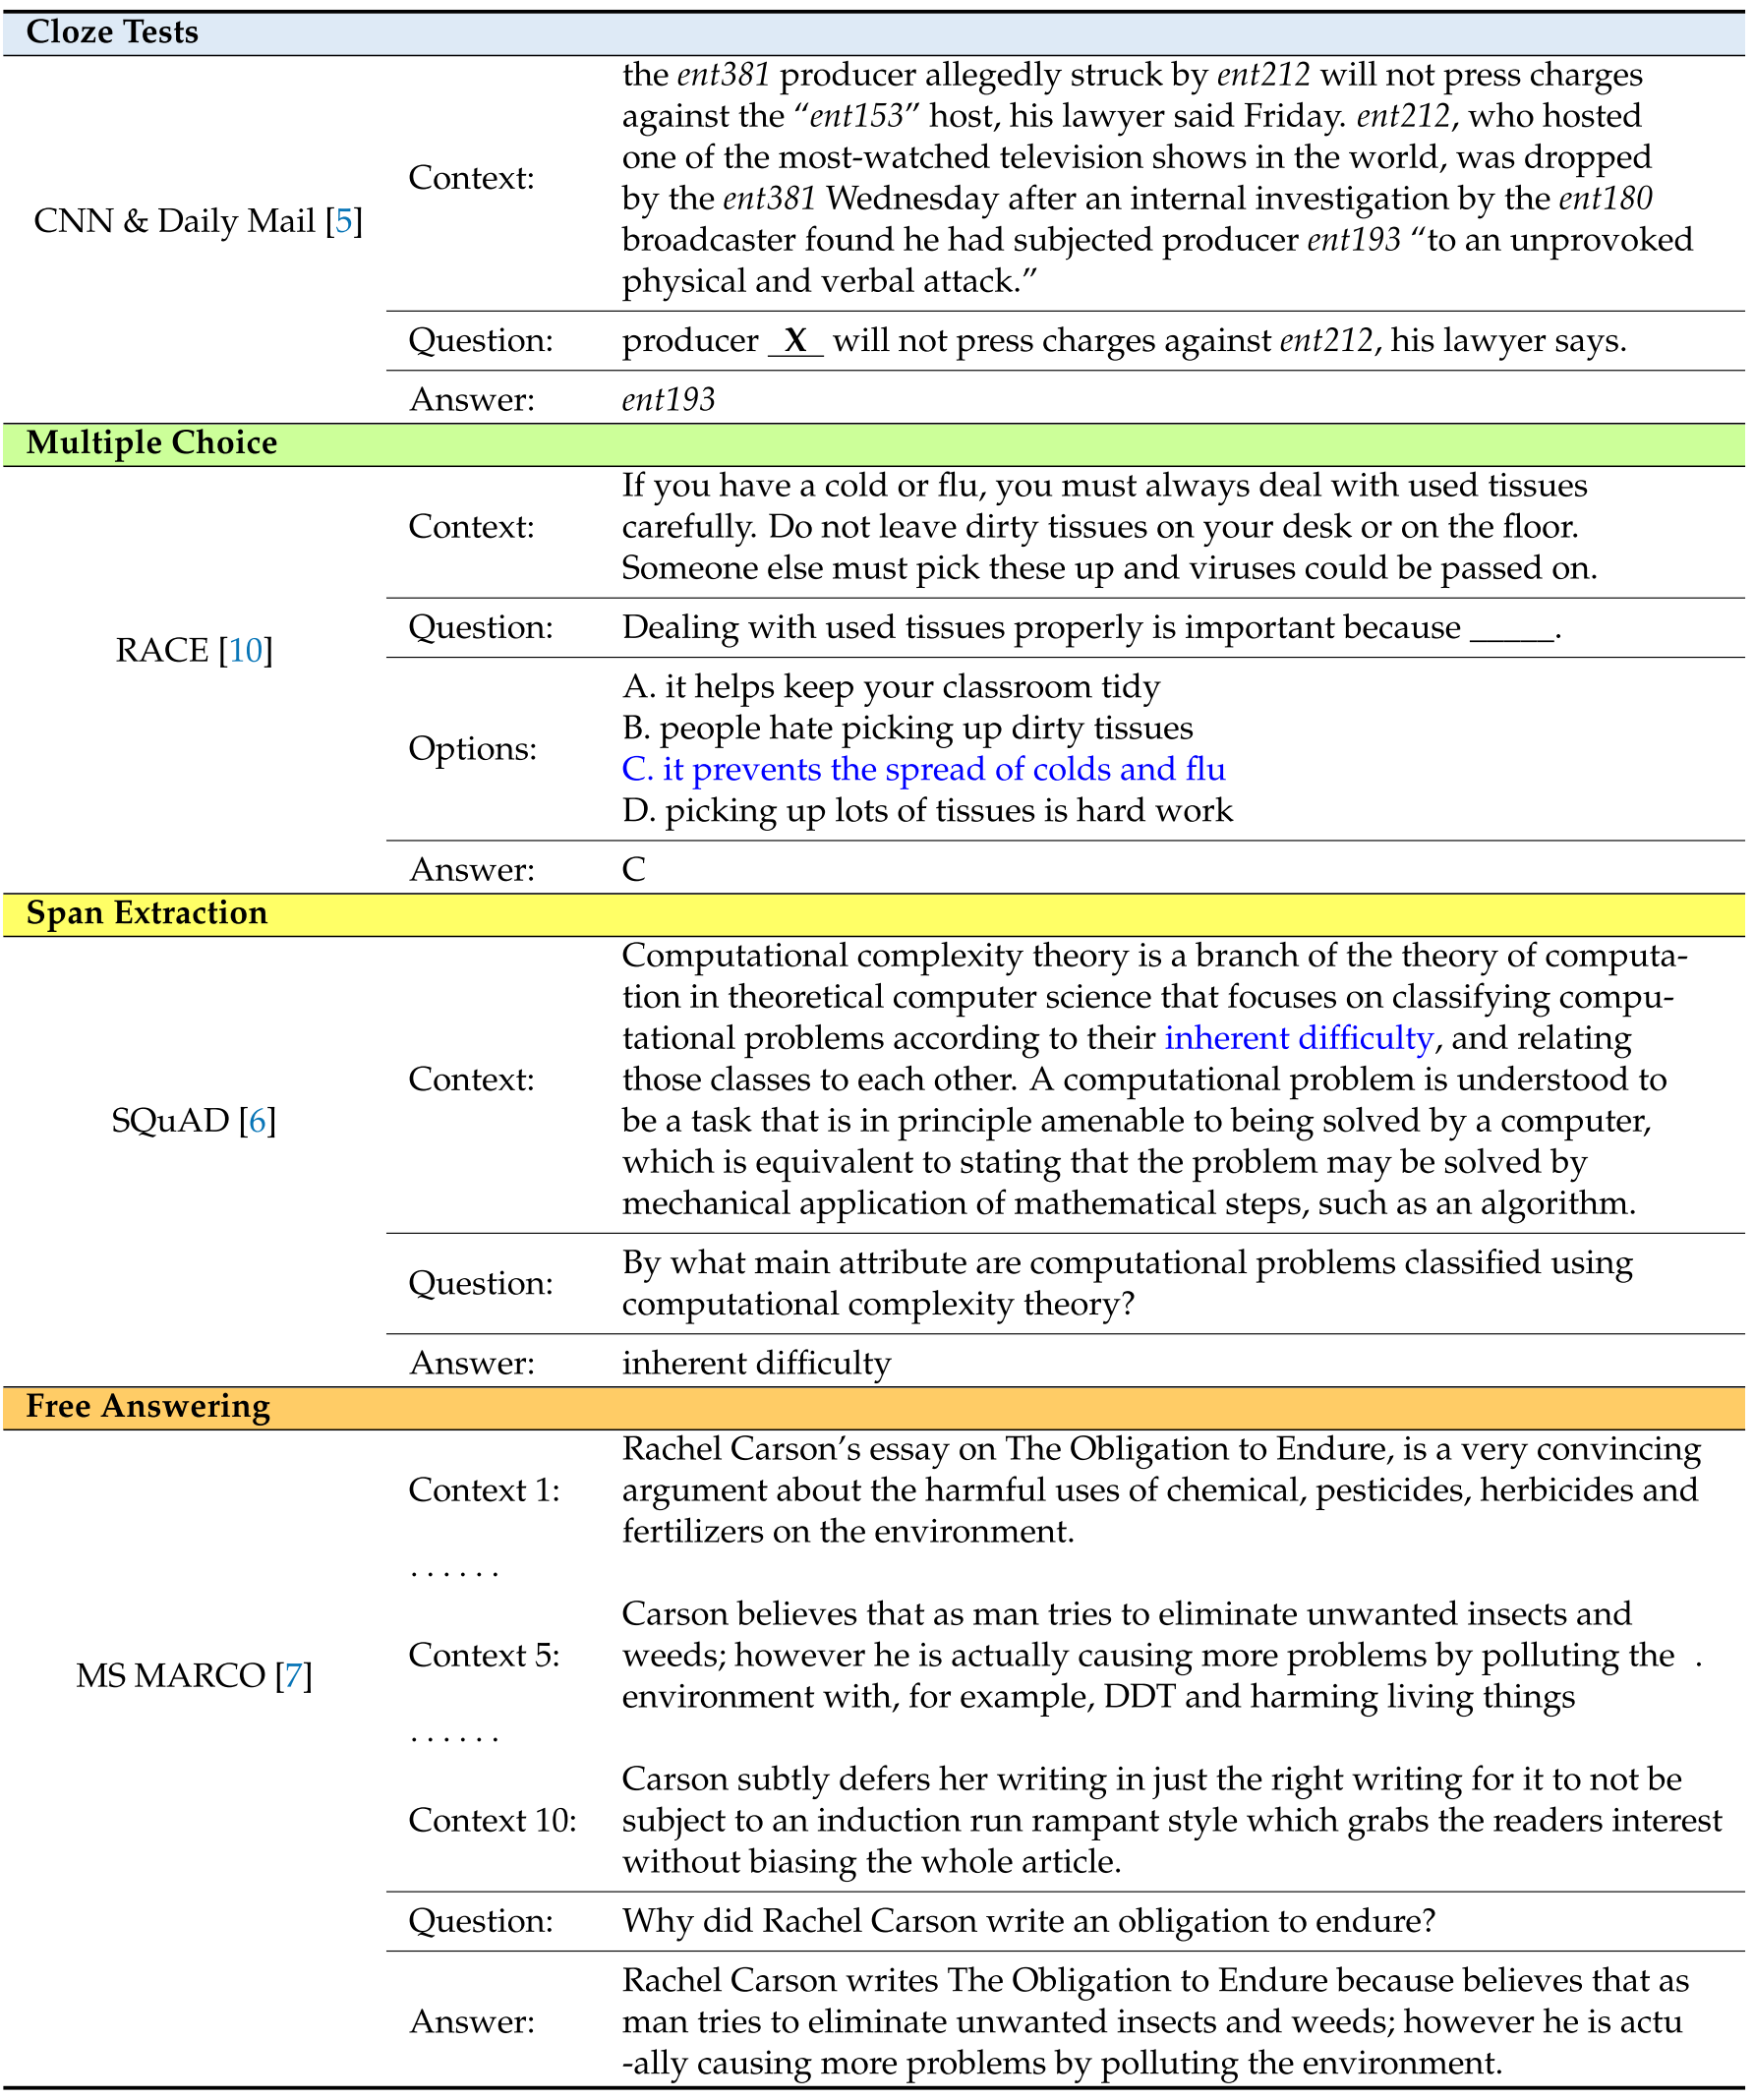 Cloze Tests
CNN & Daily Mail [5]
Context:
the ent381 producer allegedly struck by ent212 will not press charges
against the “ent153” host, his lawyer said Friday. ent212, who hosted
one of the most-watched television shows in the world, was dropped
by the ent381 Wednesday after an internal investigation by the ent180
broadcaster found he had subjected producer ent193 “to an unprovoked
physical and verbal attack.”
Question: producer X will not press charges against ent212, his lawyer says.
Answer: ent193
Multiple Choice
RACE [10]
Context:
If you have a cold or flu, you must always deal with used tissues
carefully. Do not leave dirty tissues on your desk or on the floor.
Someone else must pick these up and viruses could be passed on.
Question: Dealing with used tissues properly is important because _____.
Options:
A. it helps keep your classroom tidy
B. people hate picking up dirty tissues
C. it prevents the spread of colds and flu
D. picking up lots of tissues is hard work
Answer: C
Span Extraction
SQuAD [6]
Context:
Computational complexity theory is a branch of the theory of computa-
tion in theoretical computer science that focuses on classifying compu-
tational problems according to their inherent difficulty, and relating
those classes to each other. A computational problem is understood to
be a task that is in principle amenable to being solved by a computer,
which is equivalent to stating that the problem may be solved by
mechanical application of mathematical steps, such as an algorithm.
Question:
By what main attribute are computational problems classified using
computational complexity theory?
Answer: inherent difficulty
Free Answering
MS MARCO [7]
Context 1:
Rachel Carson’s essay on The Obligation to Endure, is a very convincing
argument about the harmful uses of chemical, pesticides, herbicides and
fertilizers on the environment.
. . . . . .
Context 5:
Carson believes that as man tries to eliminate unwanted insects and
weeds; however he is actually causing more problems by polluting the .
environment with, for example, DDT and harming living things
. . . . . .
Context 10:
Carson subtly defers her writing in just the right writing for it to not be
subject to an induction run rampant style which grabs the readers interest
without biasing the whole article.
Question: Why did Rachel Carson write an obligation to endure?
Answer:
Rachel Carson writes The Obligation to Endure because believes that as
man tries to eliminate unwanted insects and weeds; however he is actu
-ally causing more problems by polluting the environment.